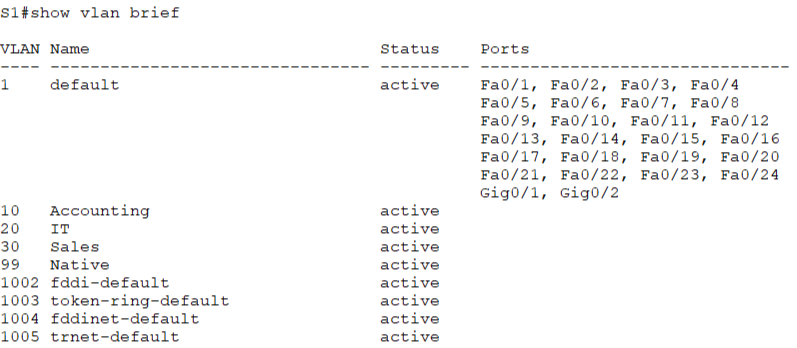 S1#show vlan brief
VLAN Name                             Status    Ports
---- -------------------------------- --------- -------------------------------
1    default                          active    Fa0/1, Fa0/2, Fa0/3, Fa0/4
                                                Fa0/5, Fa0/6, Fa0/7, Fa0/8
                                                Fa0/9, Fa0/10, Fa0/11, Fa0/12
                                                Fa0/13, Fa0/14, Fa0/15, Fa0/16
                                                Fa0/17, Fa0/18, Fa0/19, Fa0/20
                                                Fa0/21, Fa0/22, Fa0/23, Fa0/24
                                                Gig0/1, Gig0/2
10   Accounting                       active
20   IT                               active
30   Sales                            active
99   Native                           active
1002 fddi-default                     active
1003 token-ring-default               active
1004 fddinet-default                  active
1005 trnet-default                    active